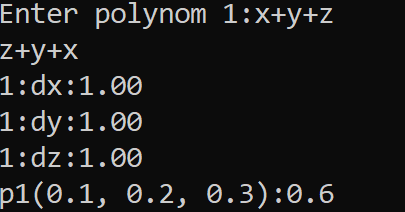 Enter polynom 1:x+y+z
z+y+x
1:dx:1.00
1:dy:1.00
1:dz:1.00
p1(0.1, 0.2, 0.3):0.6